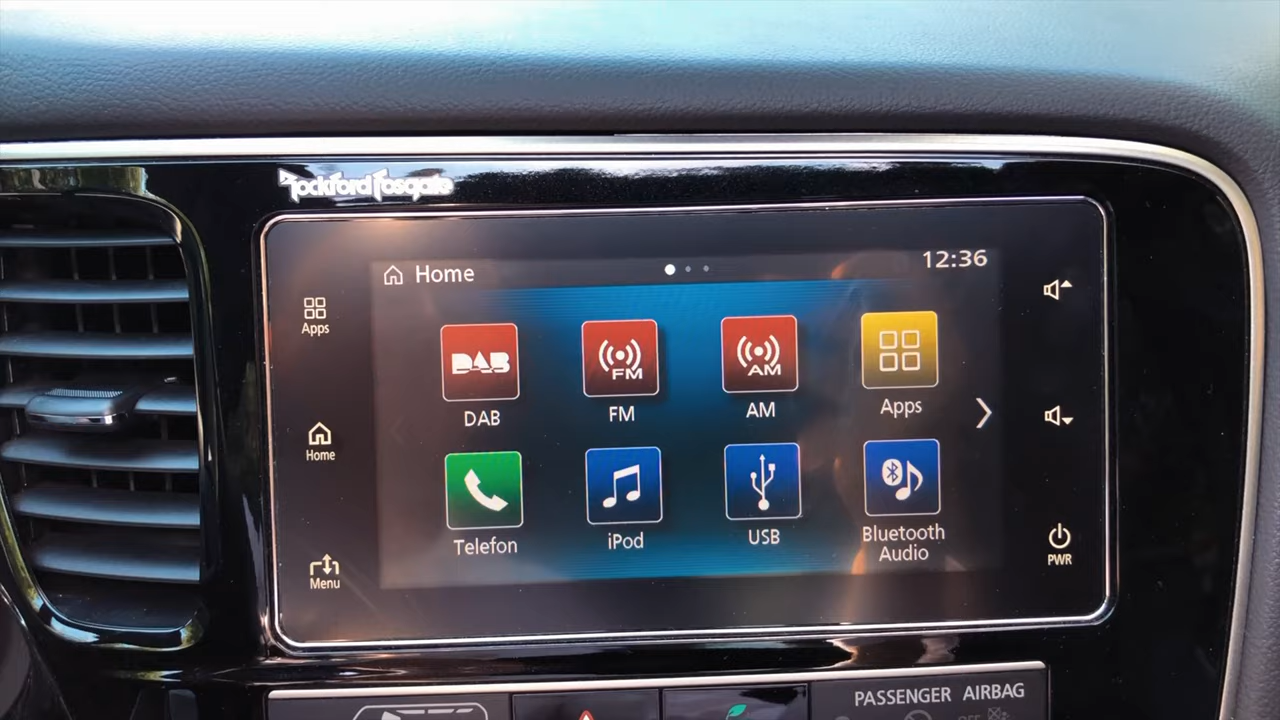 Rockford Fosgate
Home
12:36
Apps
DAB
FM
AM
DAB
FM
AM
Apps
Home
Telefon
iPod
USB
Bluetooth
Audio
Menu
PWR
PASSENGER AIRBAG
OFF